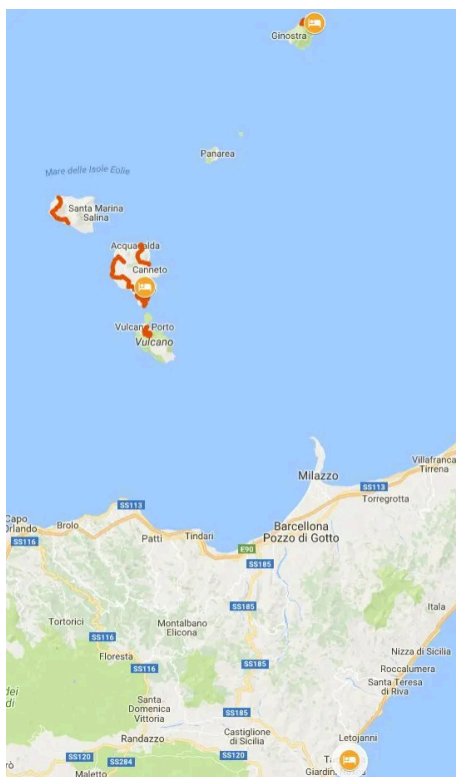 Ginostra
Panarea
Mare delle Isole Eolie
Santa Marina
Salina
Acquacalda
Canneto
Vulcano Porto
Vulcano
Villafranca
Tirrena
Milazzo
SS113
Torregrotta
SS113
Capo
Orlando
Brolo
Barcellona
Pozzo di Gotto
SS116
Patti
Tindari
E90
SS185
SS185
Itala
Tortorici
Montalbano
Elicona
SS116
Nizza di Sicilia
Floresta
SS116
SS185
Roccalumera
Santa Teresa
di Riva
Santa
Domenica
Vittoria
SS185
Castiglione
di Sicilia
Letojanni
Randazzo
SS120
SS284
SS120
Maletto